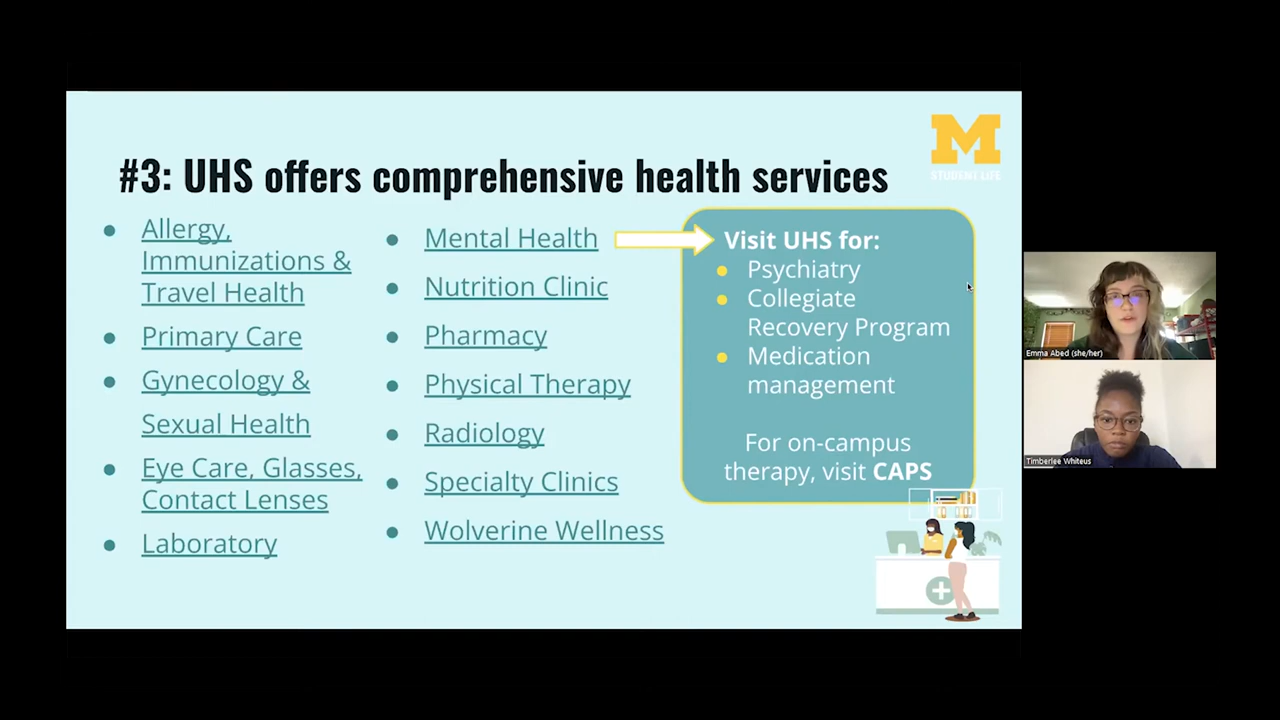 M
STUDENT LIFE
#3: UHS offers comprehensive health services
Allergy,
Immunizations &
Travel Health
Primary Care
Gynecology &
Sexual Health
Eye Care, Glasses,
Contact Lenses
Laboratory
Mental Health
Nutrition Clinic
Pharmacy
Physical Therapy
Radiology
Specialty Clinics
Wolverine Wellness
Visit UHS for:
Psychiatry
Collegiate
Recovery Program
Medication
management
For on-campus
therapy, visit CAPS
Emma Abed (she/her)
Timberlee Whiteus